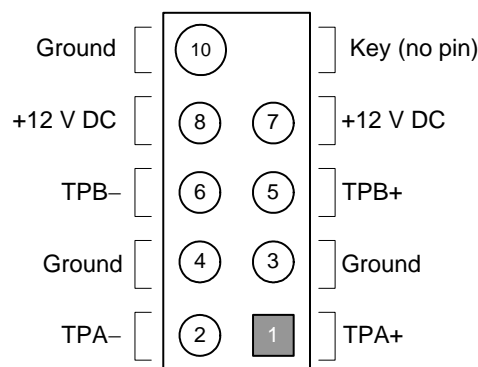 Ground 10 Key (no pin)
+12 V DC 8 7 +12 V DC
TPB− 6 5 TPB+
Ground 4 3 Ground
TPA− 2 1 TPA+